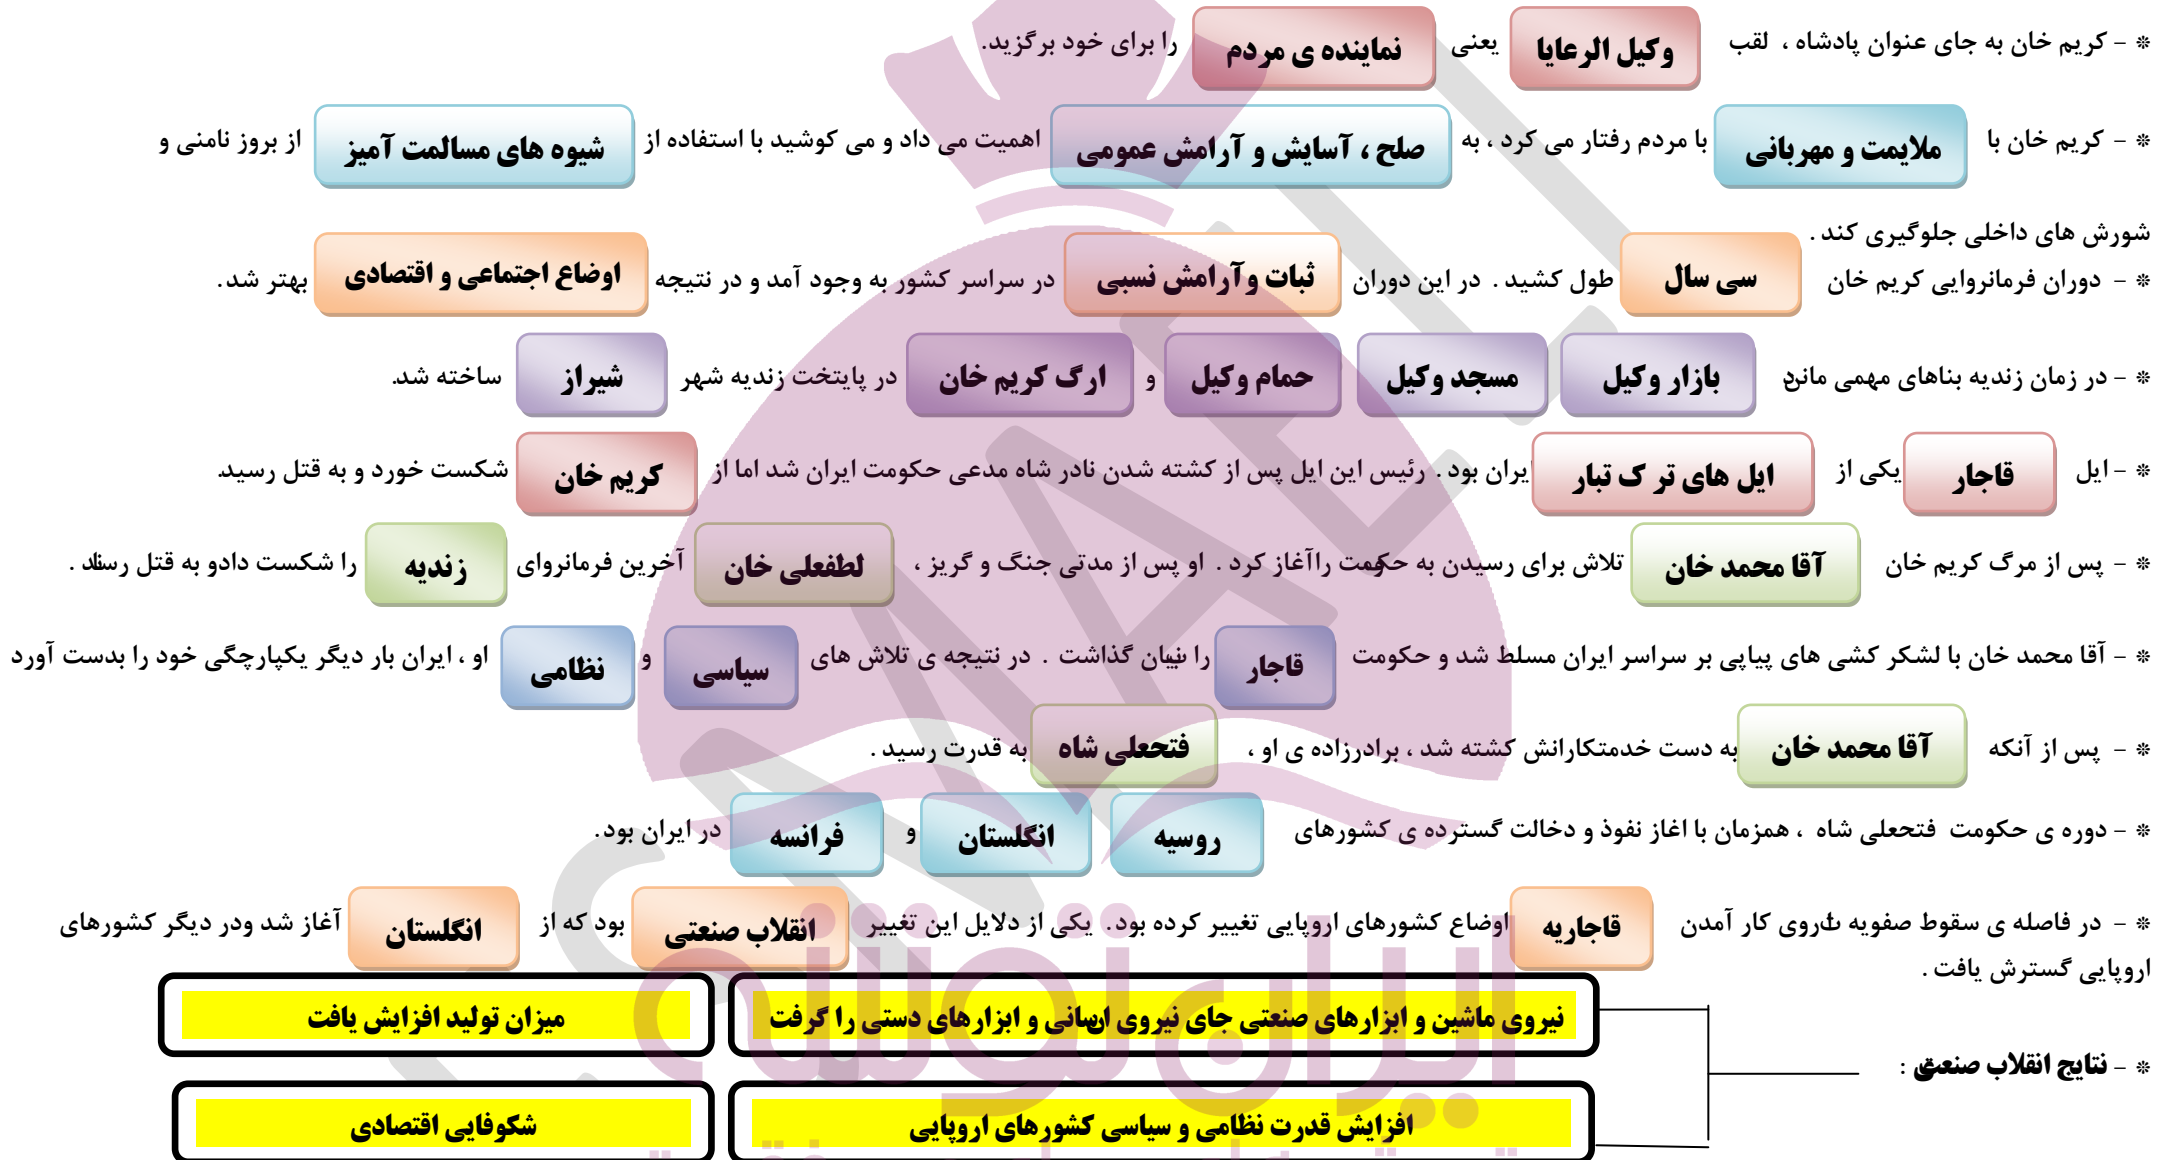 * - کریم خان به جای عنوان پادشاه ، لقب وکیل الرعایا یعنی نماینده ی مردم را برای خود برگزید.
* - کریم خان با ملایمت و مهربانی با مردم رفتار می کرد ، به صلح ، آسایش و آرامش عمومی اهمیت می داد و می کوشید با استفاده از شیوه های مسالمت آمیز از بروز نامنی و
شورش های داخلی جلوگیری کند .
* - دوران فرمانروایی کریم خان سی سال طول کشید . در این دوران ثبات وآرامش نسبی در سراسر کشور به وجود آمد و در نتیجه اوضاع اجتماعی و اقتصادی بهتر شد.
* - در زمان زندیه بناهای مهمی مانند بازار وکیل مسجد وکیل حمام وکیل و ارگ کریم خان در پایتخت زندیه شهر شیراز ساخته شد.
* - ایل قاجار یکی از ایل های تر ک تبار ایران بود . رئیس این ایل پس از کشته شدن نادر شاه مدعی حکومت ایران شد اما از کریم خان شکست خورد و به قتل رسید.
* - پس از مرگ کریم خان آقا محمد خان تلاش برای رسیدن به حکومت راآغاز کرد . او پس از مدتی جنگ و گریز ، لطفعلی خان آخرین فرمانروای زندیه را شکست دادو به قتل رساند .
* - آقا محمد خان با لشکر کشی های پیاپی بر سراسر ایران مسلط شد و حکومت قاجار را بنیان گذاشت . در نتیجه ی تلاش های سیاسی و نظامی او ، ایران بار دیگر یکپارچگی خود را بدست آورد
* - پس از آنکه آقا محمد خان به دست خدمتکارانش کشته شد ، برادرزاده ی او ، فتحعلی شاه به قدرت رسید .
* - دوره ی حکومت فتحعلی شاه ، همزمان با اغاز نفوذ و دخالت گسترده ی کشورهای روسیه انگلستان و فرانسه در ایران بود.
* - در فاصله ی سقوط صفویه تا روی کار آمدن قاجاریه اوضاع کشورهای اروپایی تغییر کرده بود. یکی از دلایل این تغییر انقلاب صنعتی بود که از انگلستان آغاز شد ودر دیگر کشورهای
اروپایی گسترش یافت .
نیروی ماشین و ابزارهای صنعتی جای نیروی انسانی و ابزارهای دستی را گرفت میزان تولید افزایش یافت
* - نتایج انقلاب صنعتی :
افزایش قدرت نظامی و سیاسی کشورهای اروپایی شکوفایی اقتصادی
ایران توشه